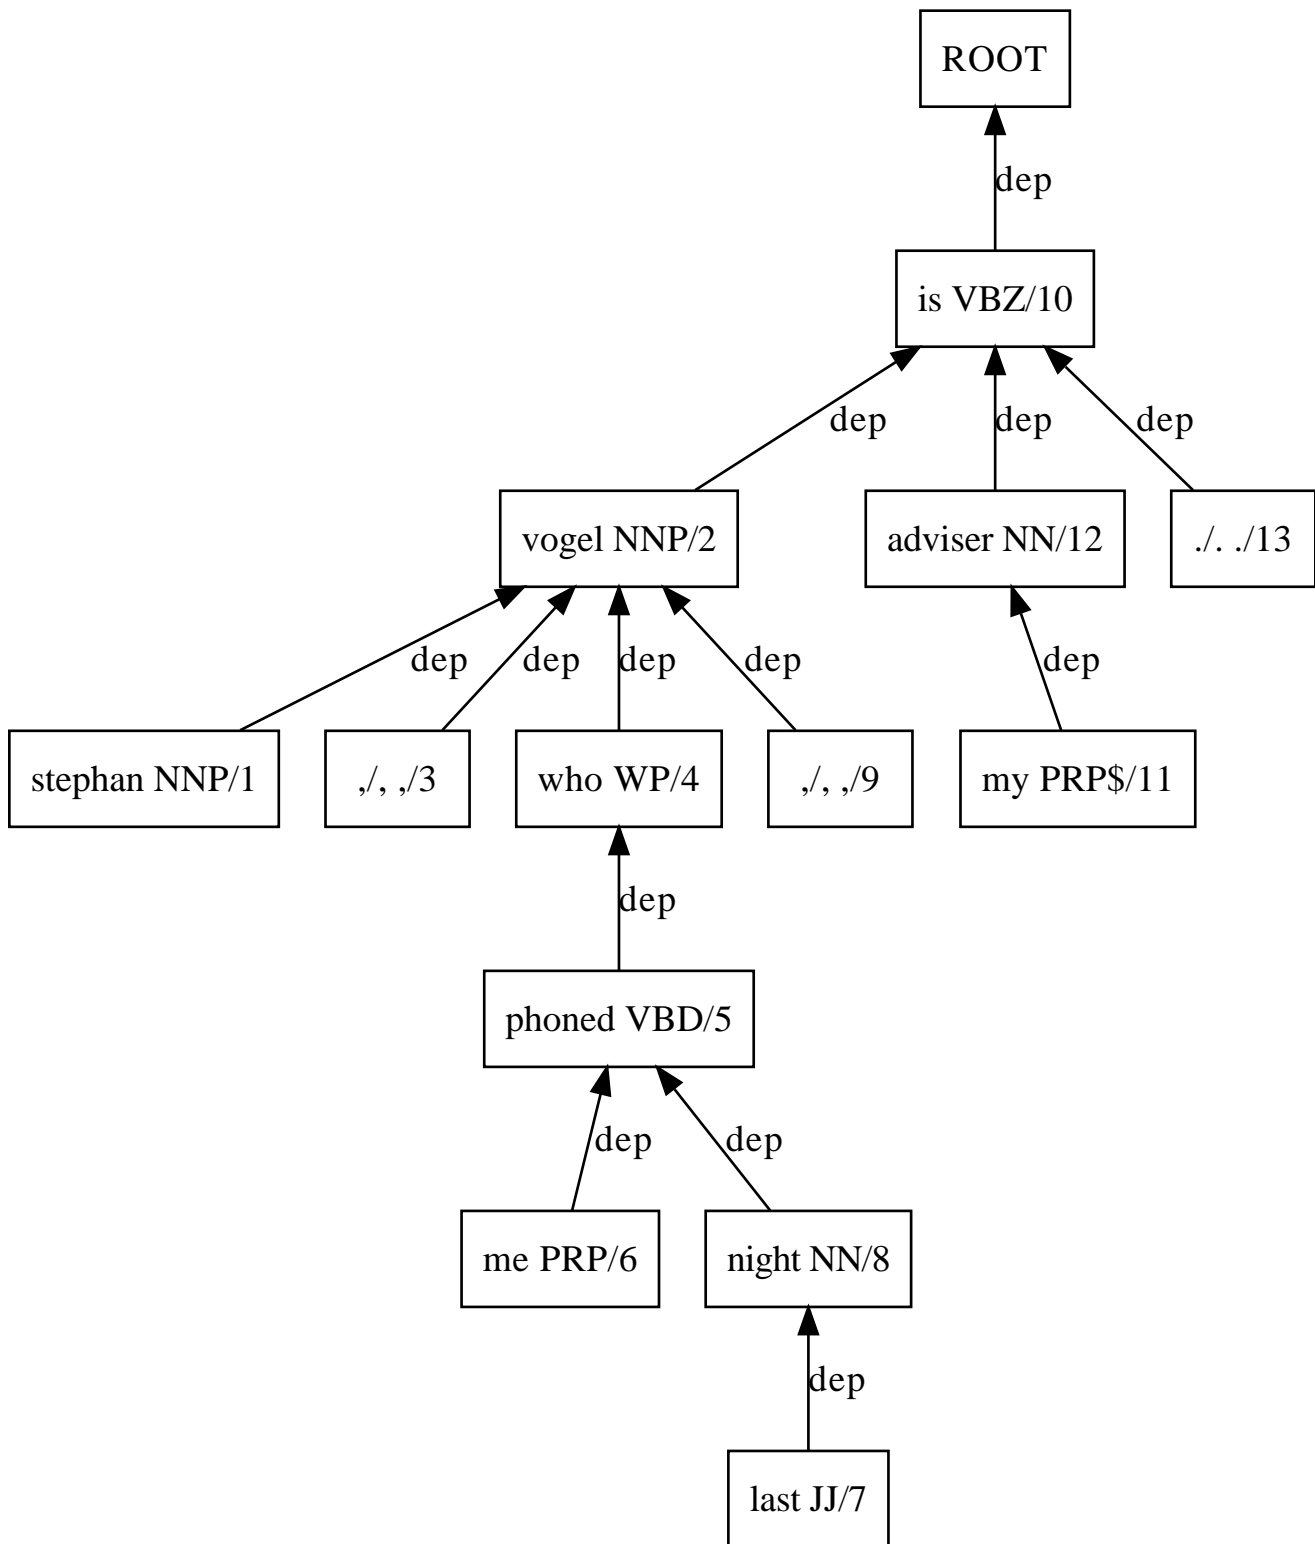 ROOT
dep
is VBZ/10
dep dep dep
vogel NNP/2 adviser NN/12 ./. ./13
dep dep dep dep dep
stephan NNP/1 ,/, ,/3 who WP/4 ,/, ,/9 my PRP$/11
dep
phoned VBD/5
dep dep
me PRP/6 night NN/8
dep
last JJ/7